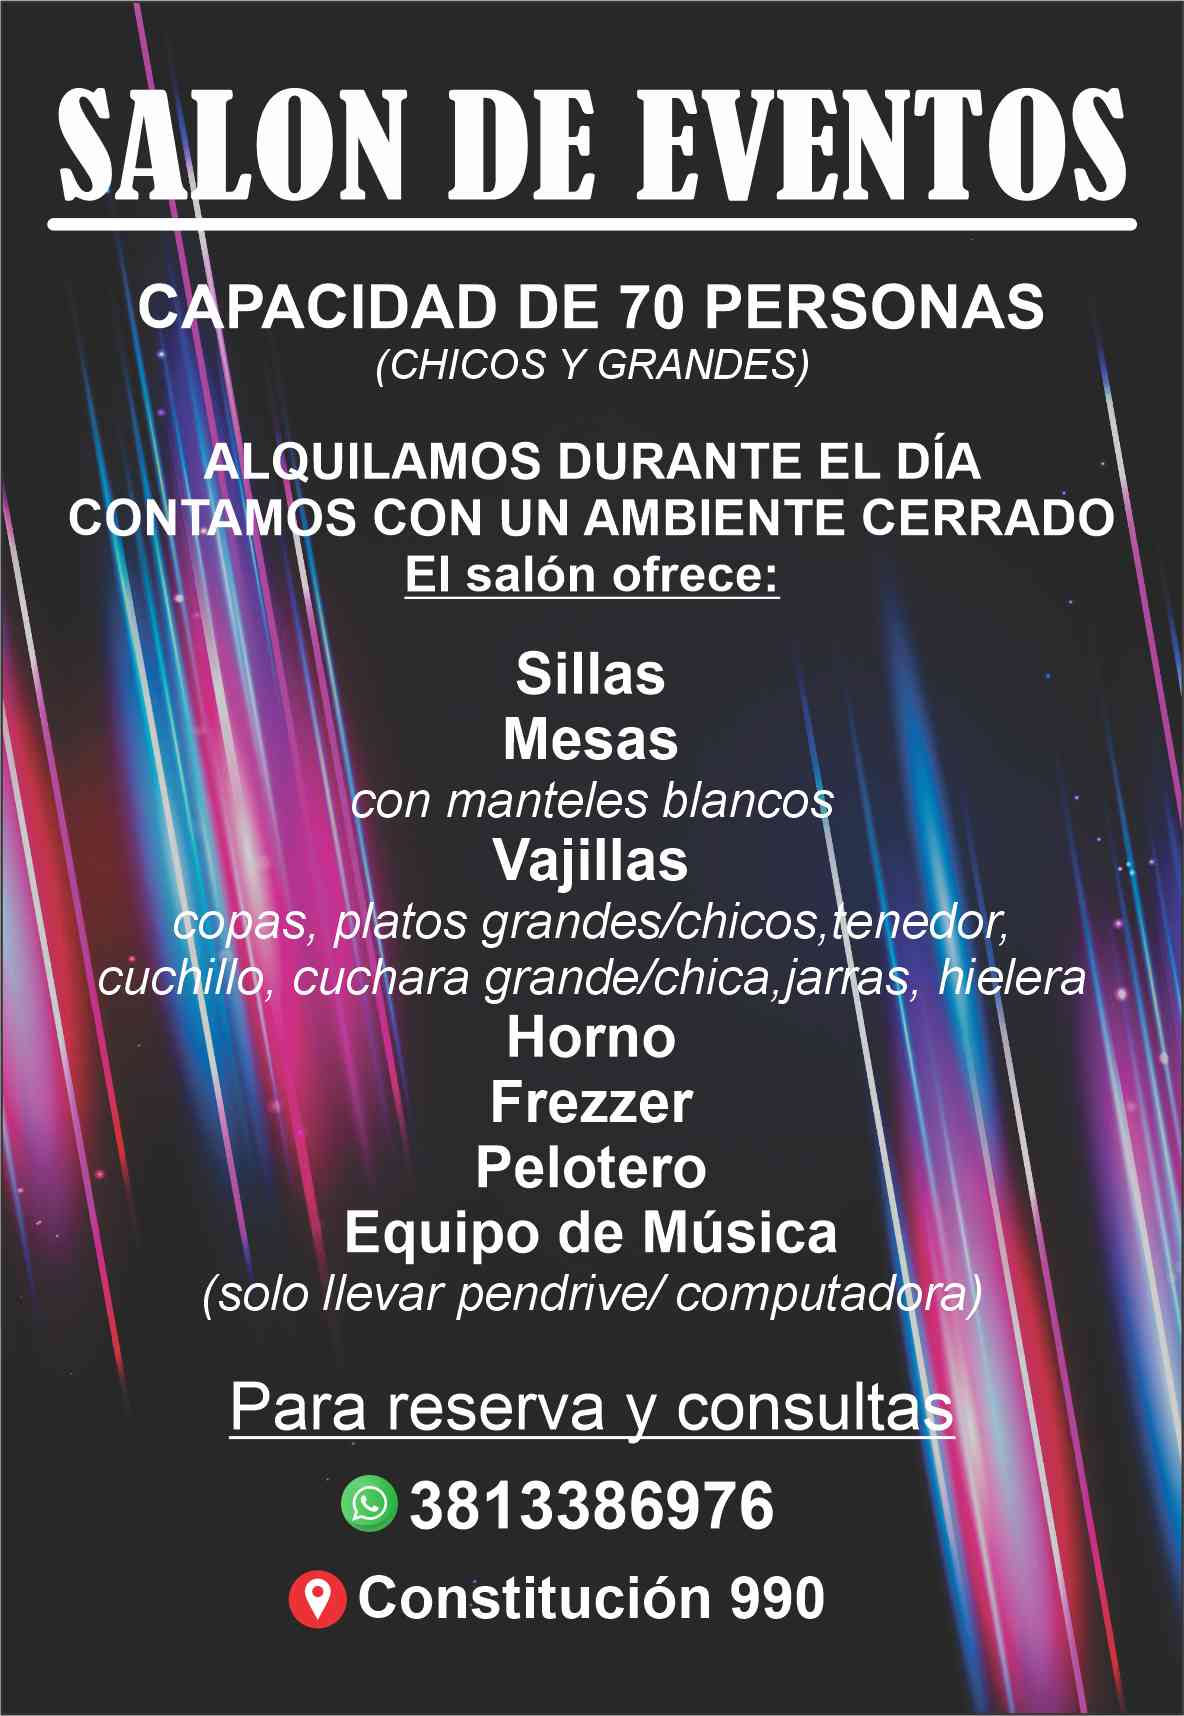 SALON DE EVENTOS
CAPACIDAD DE 70 PERSONAS
(CHICOS Y GRANDES)
ALQUILAMOS DURANTE EL DÍA
CONTAMOS CON UN AMBIENTE CERRADO
El salón ofrece:
Sillas
Mesas
con manteles blancos
Vajillas
copas, platos grandes/chicos,tenedor,
cuchillo, cuchara grande/chica,jarras, hielera
Horno
Frezzer
Pelotero
Equipo de Música
(solo llevar pendrive/ computadora)
Para reserva y consultas
3813386976
Constitución 990